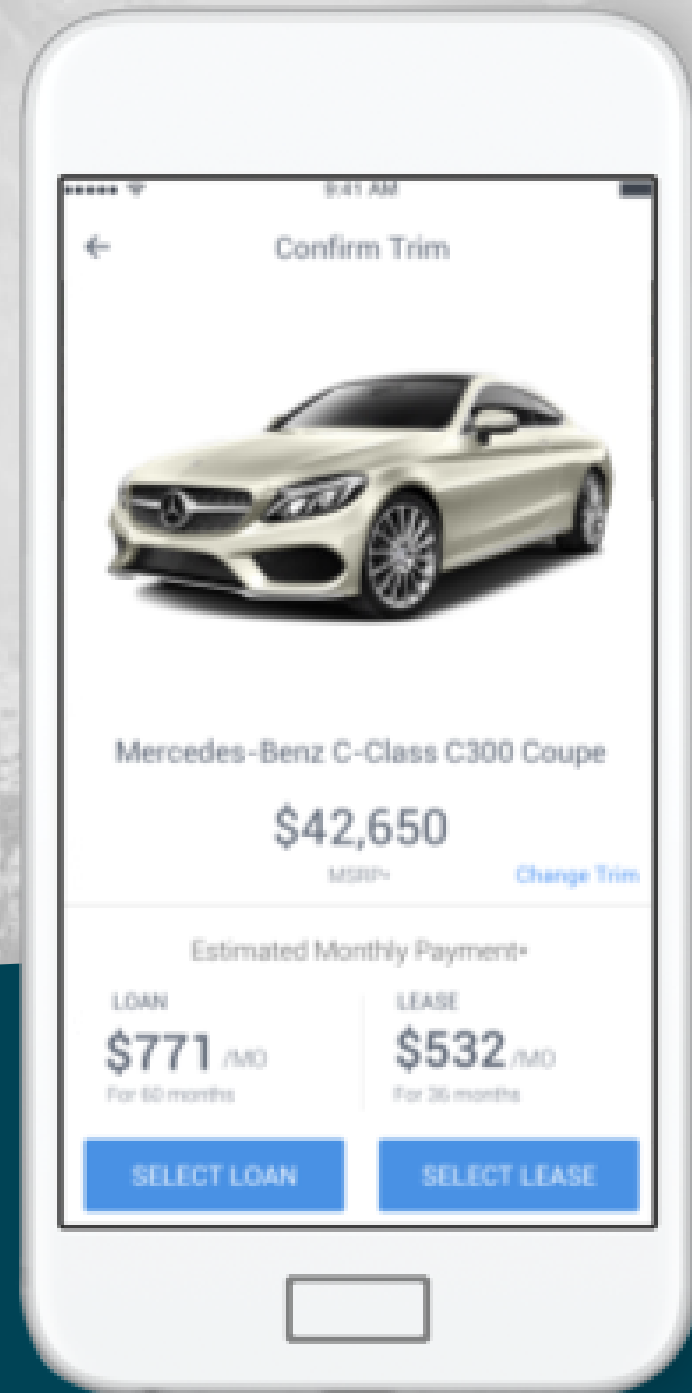 9:41 AM
Confirm Trim
Mercedes-Benz C-Class C300 Coupe
$42,650
MSRP*
Change Trim
Estimated Monthly Payment*
LOAN
$771 /MO
For 60 months
LEASE
$532 /MO
For 36 months
SELECT LOAN
SELECT LEASE